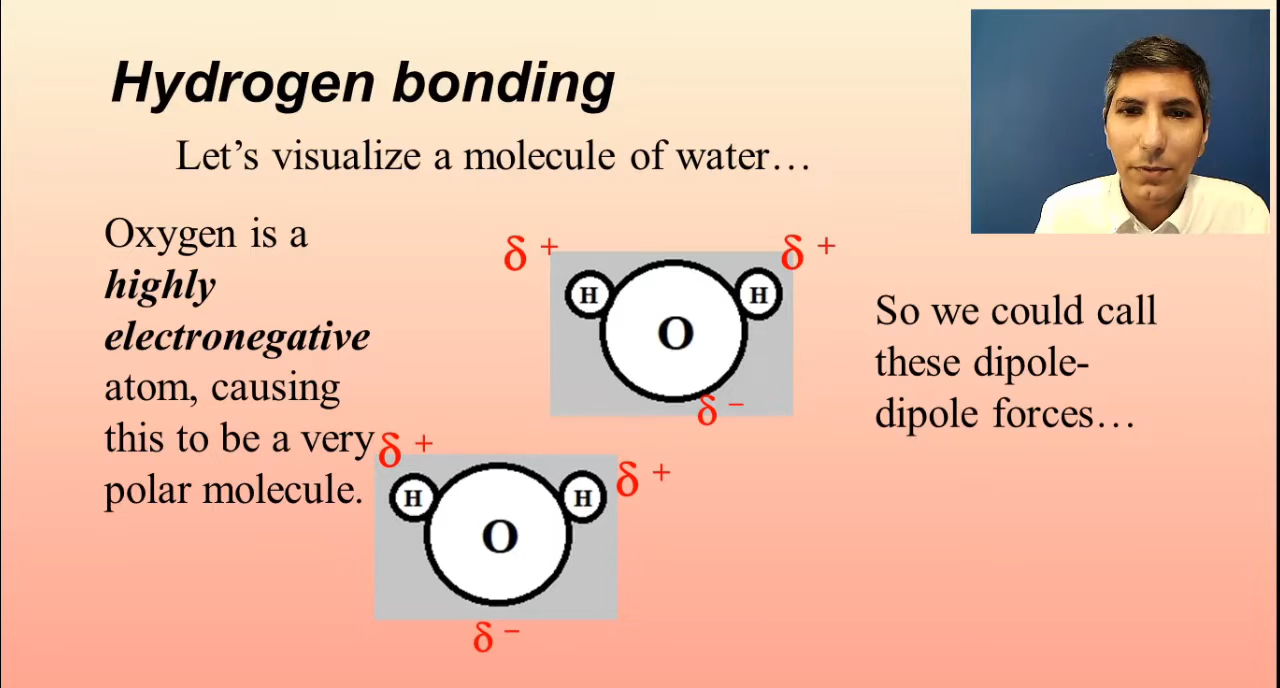 Hydrogen bonding
Let's visualize a molecule of water…
Oxygen is a
highly
electronegative
atom, causing
this to be a very
polar molecule.
δ +
δ +
H
H
O
δ −
So we could call
these dipole-
dipole forces…
δ +
δ +
H
H
O
δ −